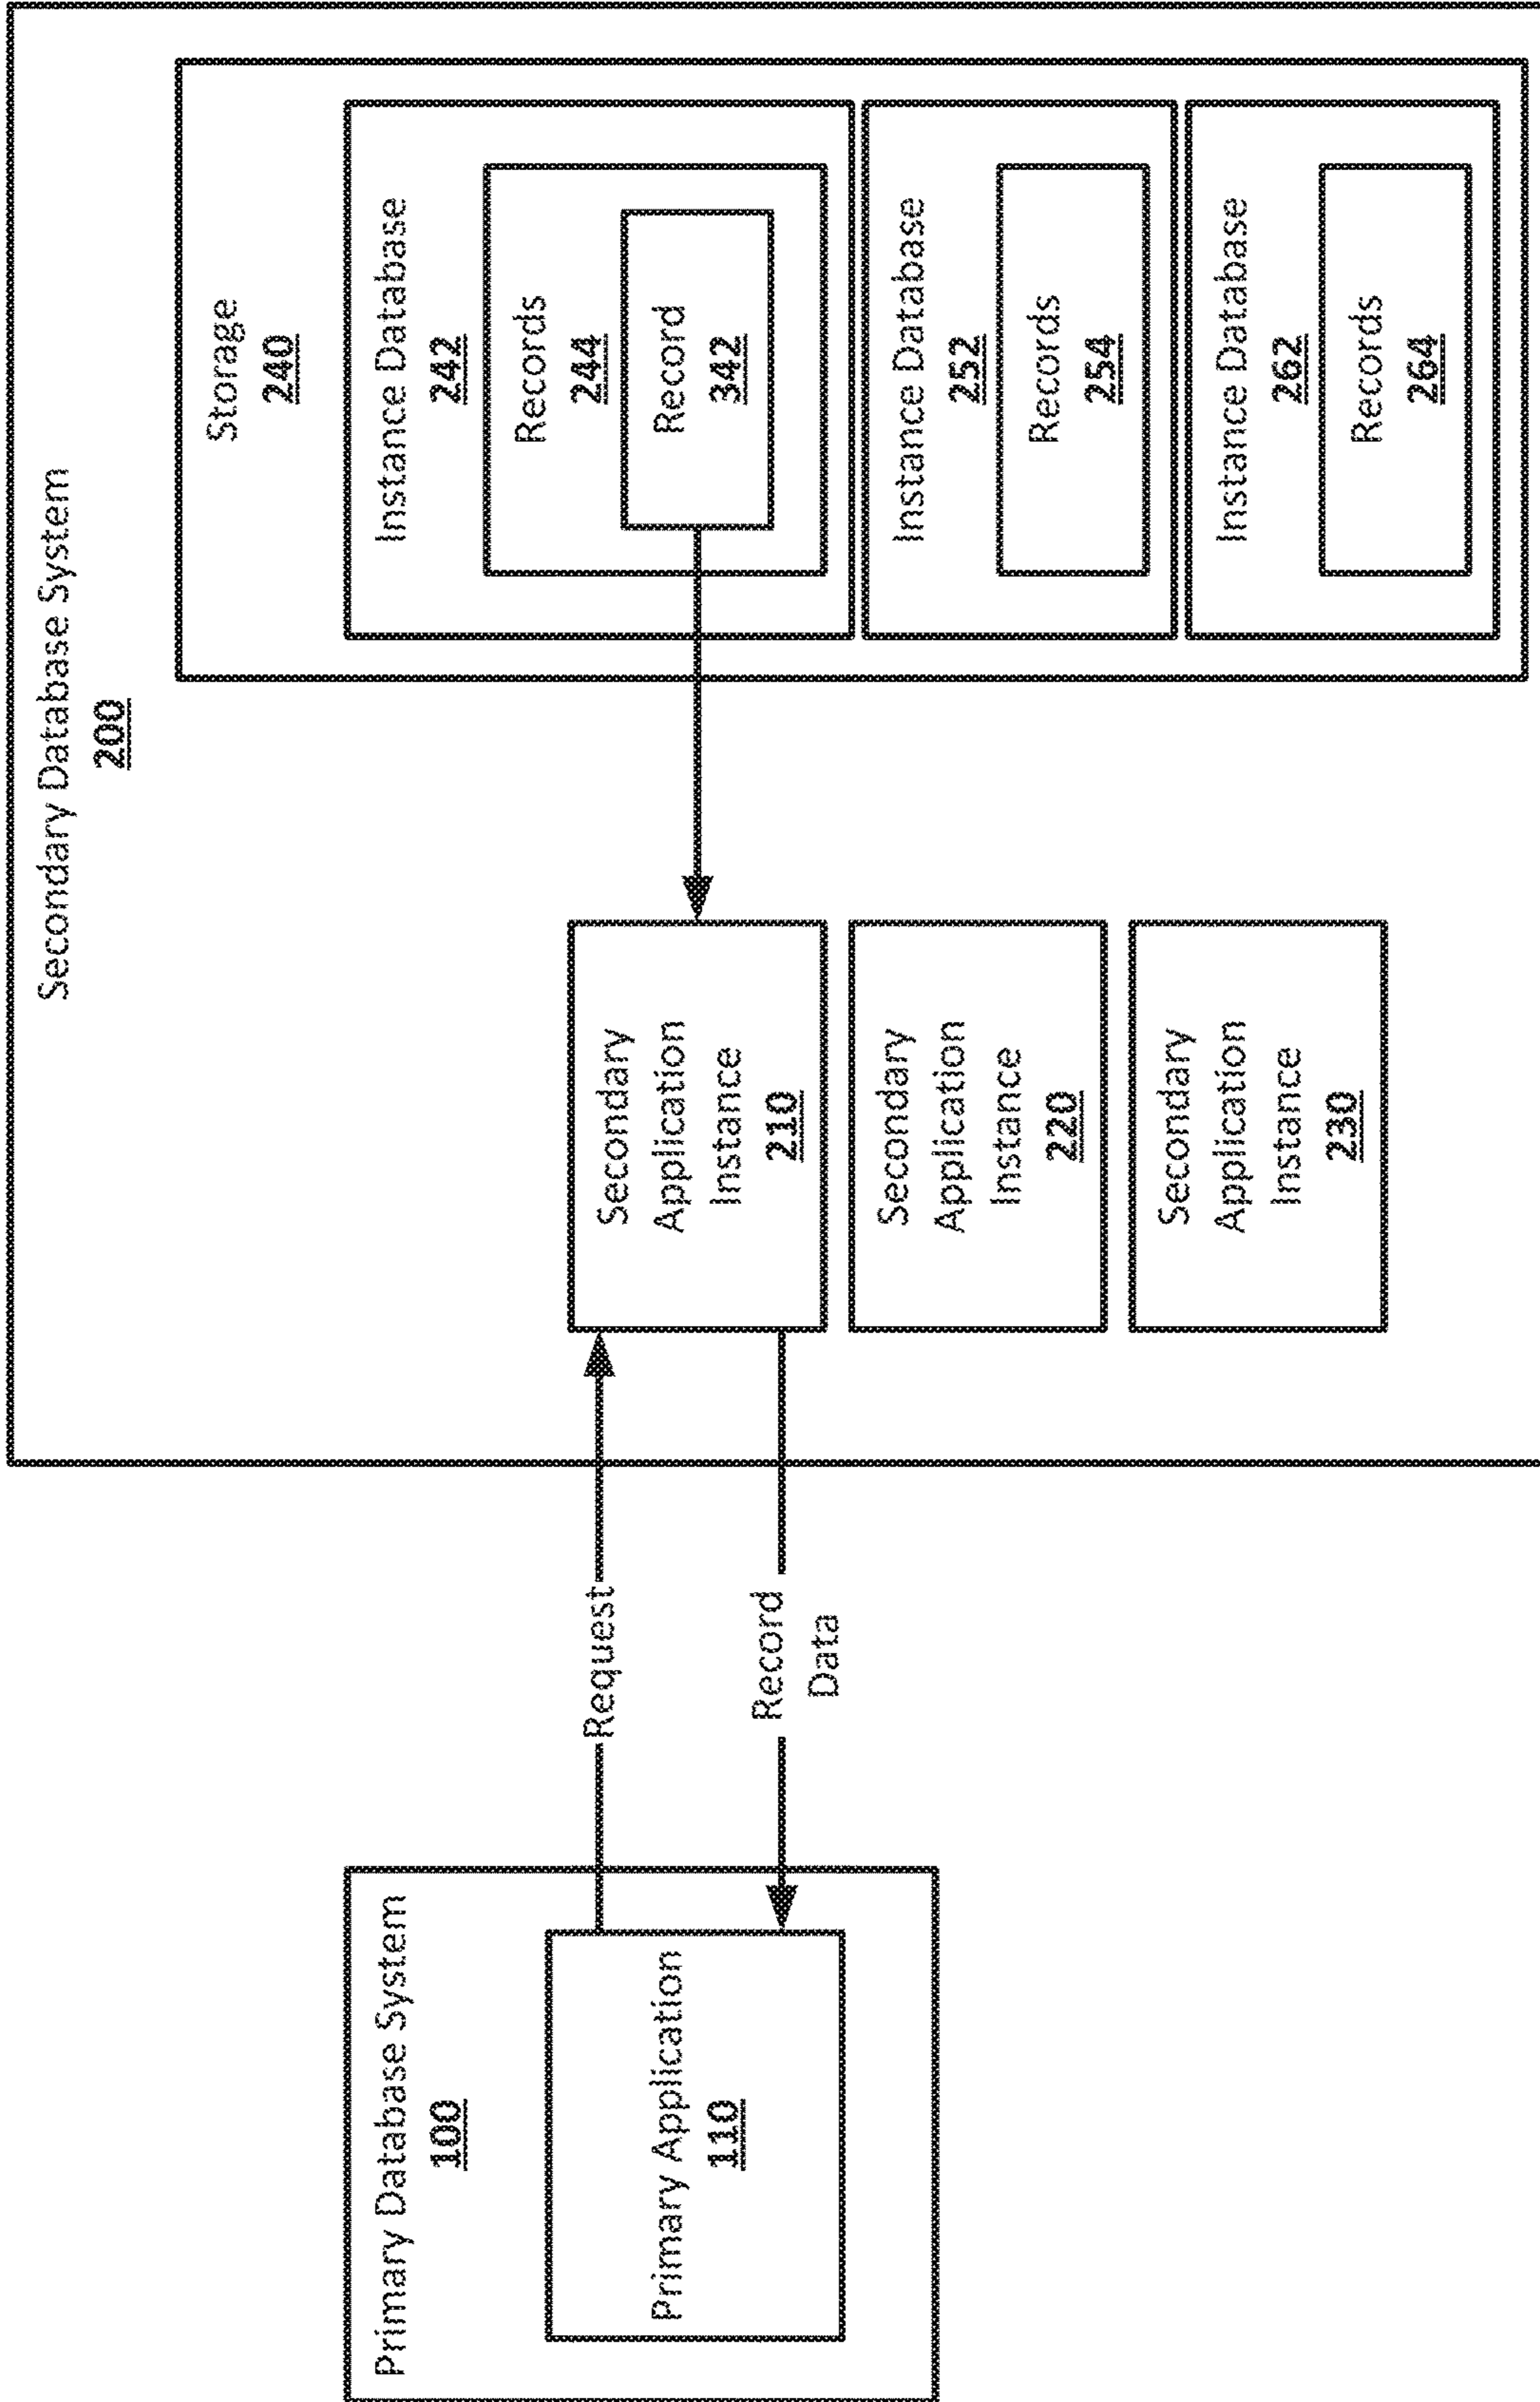 Primary Database System
100
Primary Application
110
Request
Record
Data
Secondary Database System
200
Secondary
Application
Instance
210
Secondary
Application
Instance
220
Secondary
Application
Instance
230
Storage
240
Instance Database
242
Records
244
Record
342
Instance Database
252
Records
254
Instance Database
262
Records
264